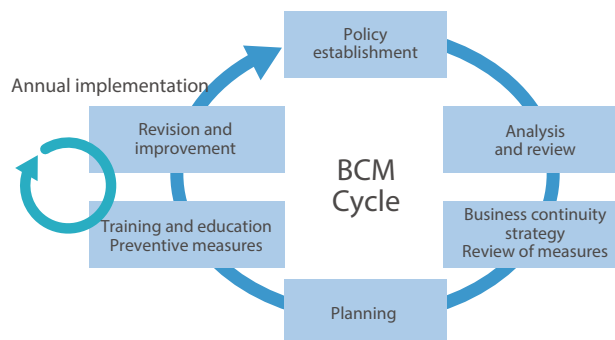 Policy
establishment
Annual implementation
Revision and
improvement
Analysis
and review
BCM
Cycle
Training and education
Preventive measures
Business continuity
strategy
Review of measures
Planning